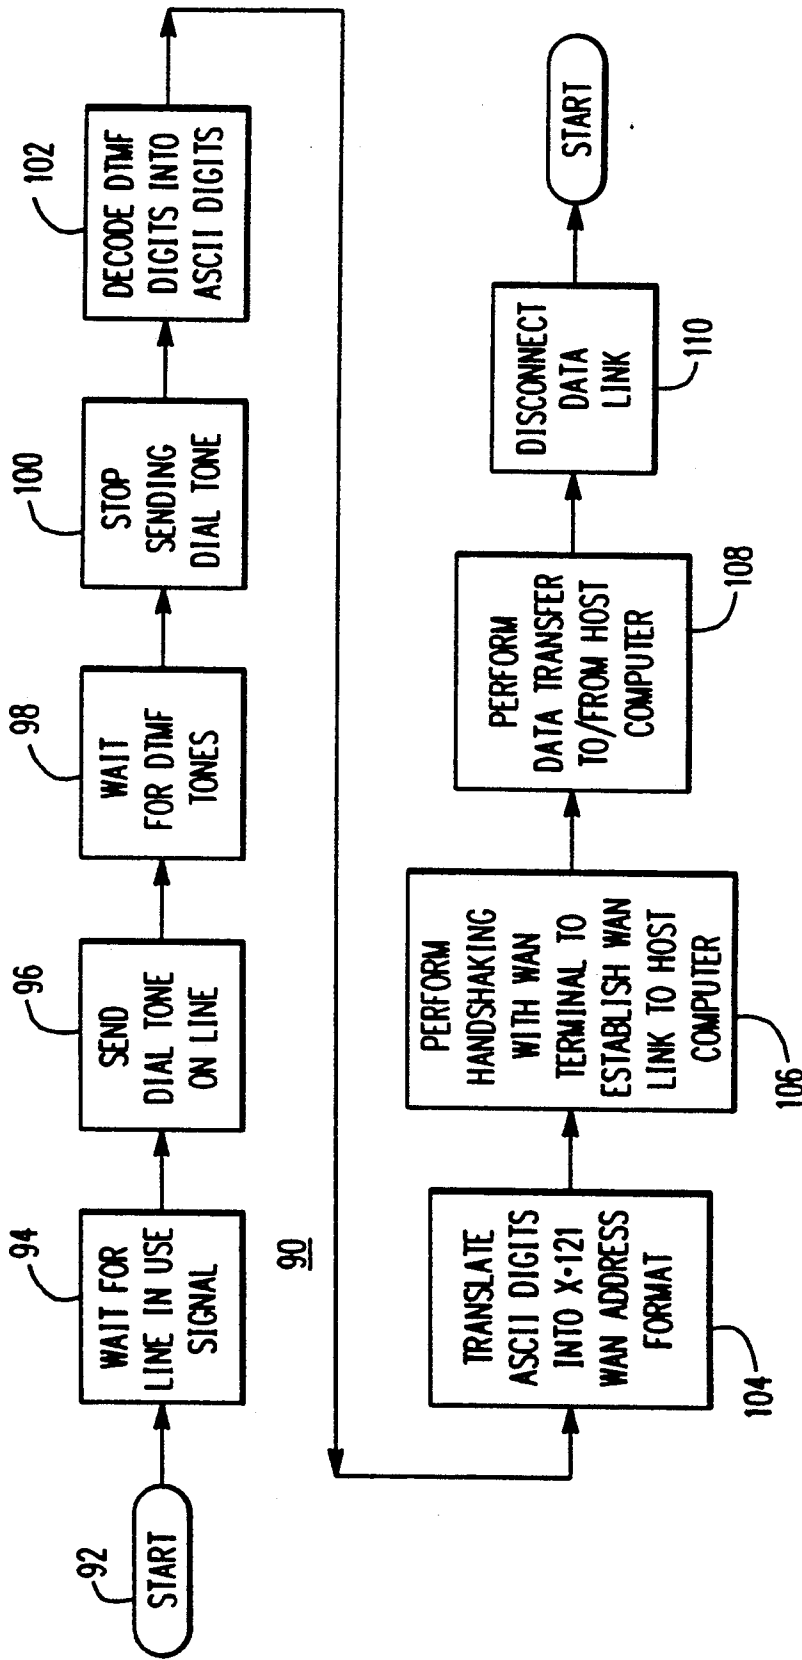 92
START
94
WAIT FOR
LINE IN USE
SIGNAL
96
SEND
DIAL TONE
ON LINE
98
WAIT
FOR DTMF
TONES
100
STOP
SENDING
DIAL TONE
102
DECODE DTMF
DIGITS INTO
ASCII DIGITS
90
TRANSLATE
ASCII DIGITS
INTO X•121
WAN ADDRESS
FORMAT
104
PERFORM
HANDSHAKING
WITH WAN
TERMINAL TO
ESTABLISH WAN
LINK TO HOST
COMPUTER
106
PERFORM
DATA TRANSFER
TO/FROM HOST
COMPUTER
108
DISCONNECT
DATA
LINK
110
START